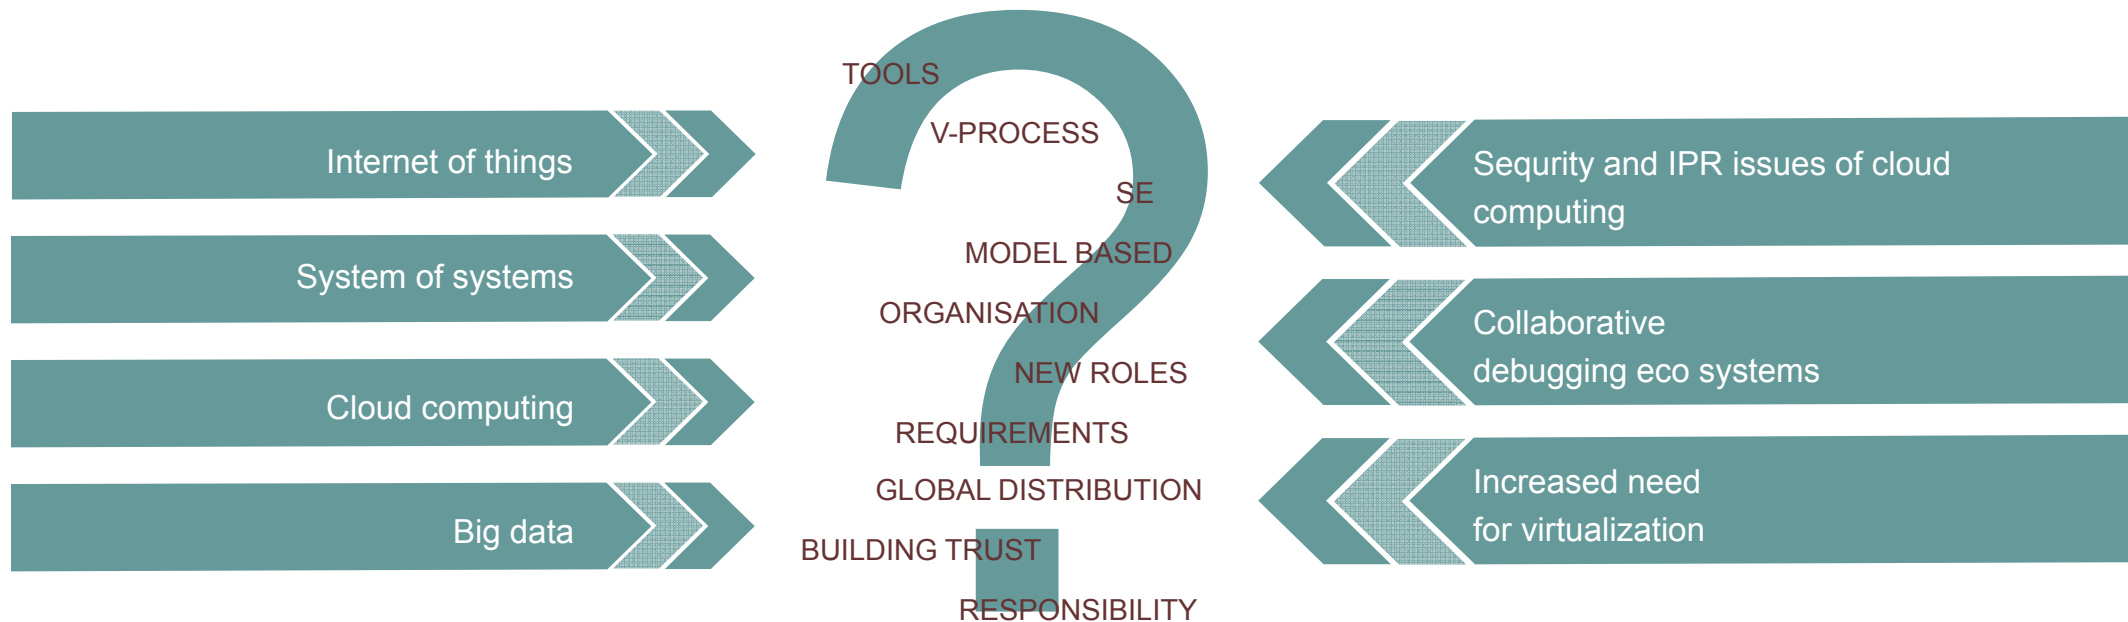 Internet of things
System of systems
Cloud computing
Big data
TOOLS
V-PROCESS
SE
MODEL BASED
ORGANISATION
NEW ROLES
REQUIREMENTS
GLOBAL DISTRIBUTION
BUILDING TRUST
RESPONSIBILITY
Sequrity and IPR issues of cloud
computing
Collaborative
debugging eco systems
Increased need
for virtualization